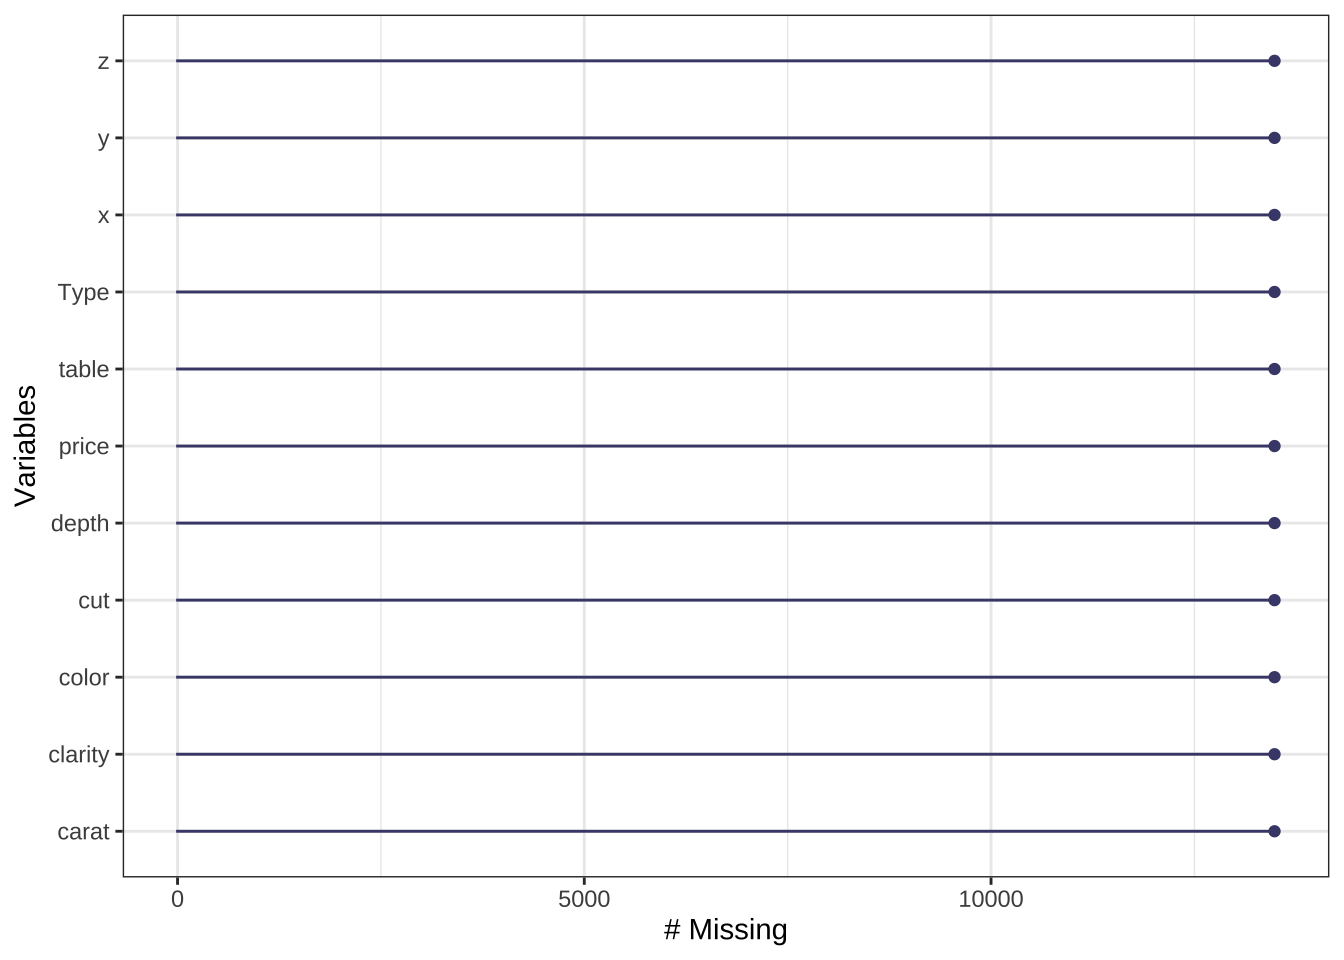 z
y
x
Type
table
price
depth
cut
color
clarity
carat
Variables
0 5000 10000
# Missing